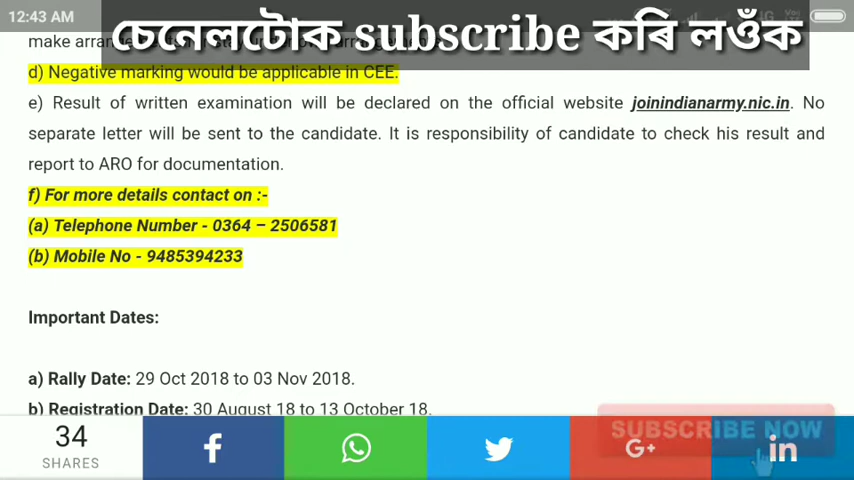 12:43 AM
চেনেলটোক subscribe কৰি লওঁক
d) Negative marking would be applicable in CEE.
e) Result of written examination will be declared on the official website joinindianarmy.nic.in. No
separate letter will be sent to the candidate. It is responsibility of candidate to check his result and
report to ARO for documentation.
f) For more details contact on :-
(a) Telephone Number - 0364 – 2506581
(b) Mobile No - 9485394233
Important Dates:
a) Rally Date: 29 Oct 2018 to 03 Nov 2018.
b) Registration Date: 30 August 18 to 13 October 18.
SUBSCRIBE NOW
34
SHARES
f
G+
in